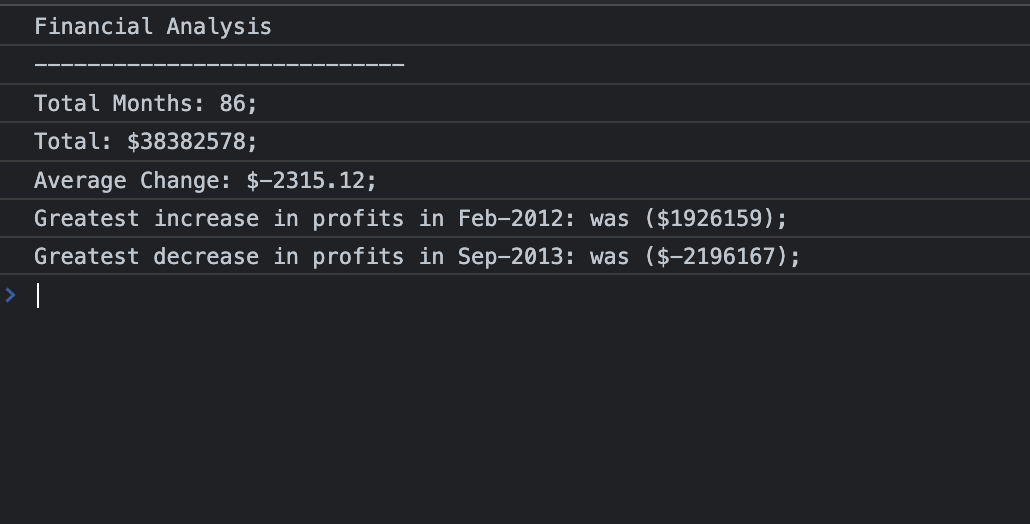 Financial Analysis
----------------------------
Total Months: 86;
Total: $38382578;
Average Change: $-2315.12;
Greatest increase in profits in Feb-2012: was ($1926159);
Greatest decrease in profits in Sep-2013: was ($-2196167);
>